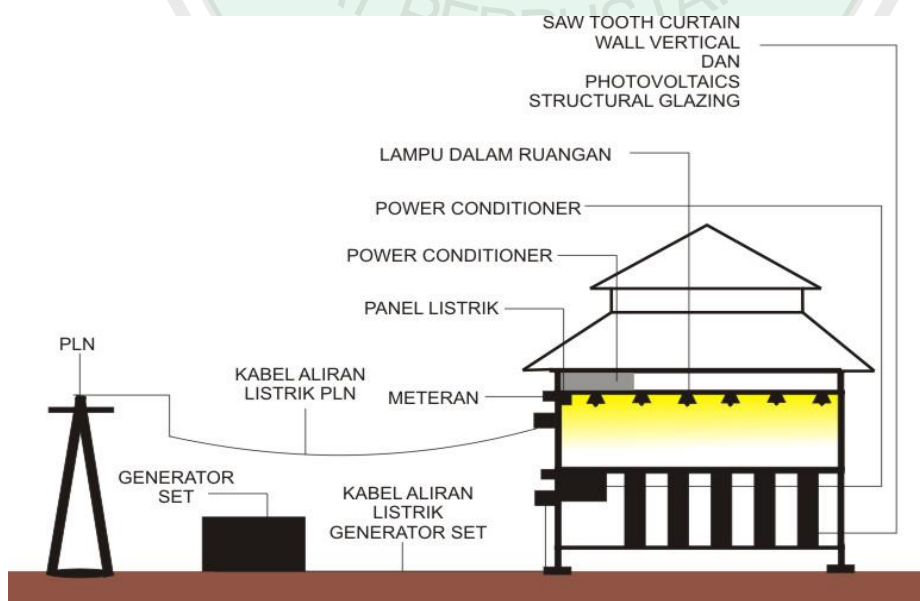 SAW TOOTH CURTAIN
WALL VERTICAL
DAN
PHOTOVOLTAICS
STRUCTURAL GLAZING
LAMPU DALAM RUANGAN
POWER CONDITIONER
POWER CONDITIONER
PANEL LISTRIK
PLN
KABEL ALIRAN
LISTRIK PLN
METERAN
GENERATOR
SET
KABEL ALIRAN
LISTRIK
GENERATOR SET